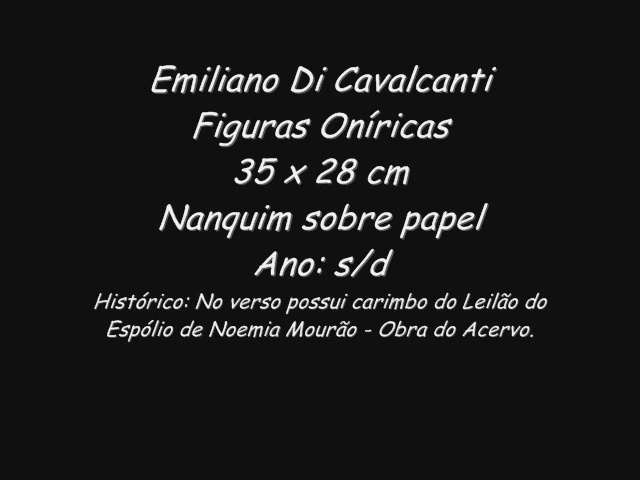 Emiliano Di Cavalcanti
Figuras Oníricas
35 x 28 cm
Nanquim sobre papel
Ano: s/d
Histórico: No verso possui carimbo do Leilão do
Espólio de Noemia Mourão - Obra do Acervo.